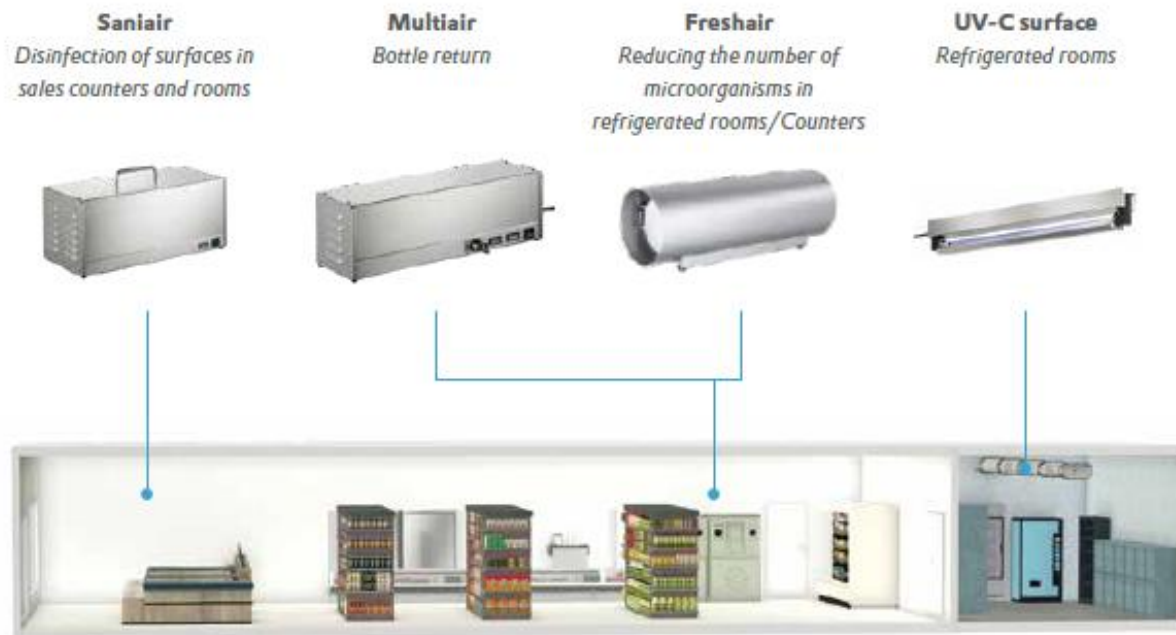 Saniair
Disinfection of surfaces in
sales counters and rooms
Multiair
Bottle return
Freshair
Reducing the number of
microorganisms in
refrigerated rooms/Counters
UV-C surface
Refrigerated rooms